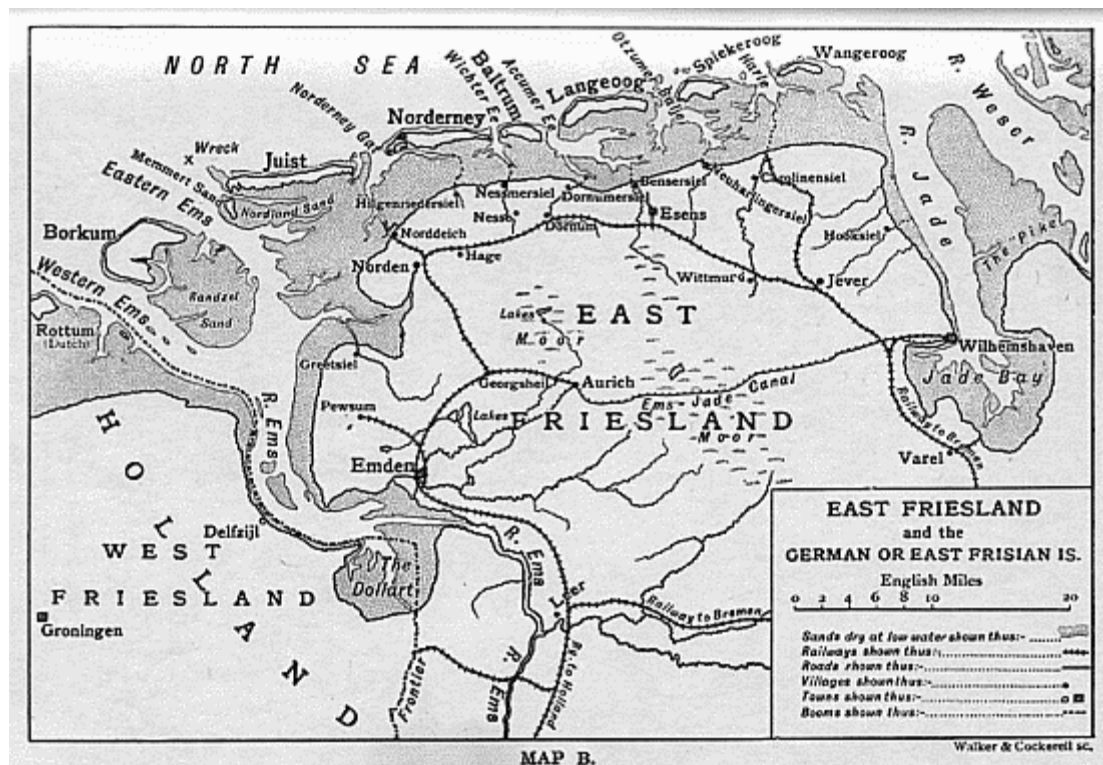 NORTH SEA
Wreck
Memmert Sand
Juist
Nordland Sand
Norderney Gat
Norderney
Wichter Ee
Baltrum
Accumer Ee
Langeoog
Otzumer Balje
Spiekeroog
Harle
Wangeroog
R. Weser
R. Jade
The-pike
Eastern Ems
Borkum
Western Ems
Randzel
Sand
Rottum
(Dutch)
Hilgenriedersiel
Nessmersiel
Nesse
Dornumersiel
Dornum
Bensersiel
Esens
Neuharlingersiel
Carolinensiel
Hooksiel
Norddeich
Norden
Hage
Wittmund
Jever
EAST
FRIESLAND
Lakes
Moor
Wilhemshaven
Jade Bay
Greetsiel
Georgsheil
Aurich
Ems-Jade Canal
Moor
Pewsum
Lakes
Emden
R. Ems
Railway to Bremen
Varel
HOLLAND
Delfzijl
WEST
FRIESLAND
Groningen
The
Dollart
R. Ems
Leer
Railway to Bremen
Frontier
R. Ems
Ry. to Holland
EAST FRIESLAND
and the
GERMAN OR EAST FRISIAN IS.
English Miles
0 2 4 6 8 10 20
Sands dry at low water shown thus:-
Railways shown thus:-
Roads shown thus:-
Villages shown thus:-
Towns shown thus:-
Booms shown thus:-
Walker & Cockerell sc.
MAP B.